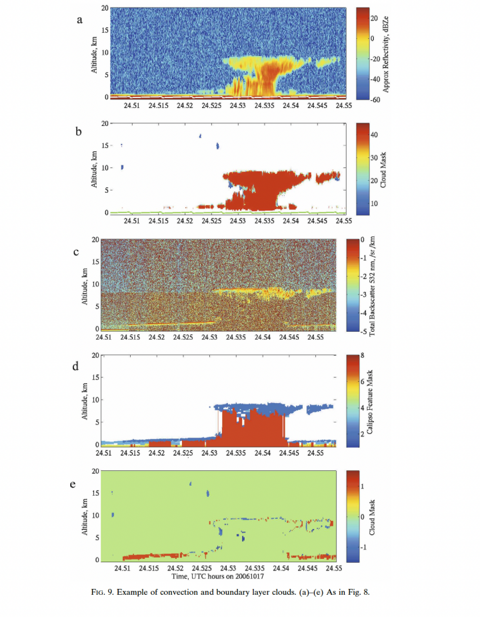 a
20
15
10
5
0
Altitude, km
24.51 24.515 24.52 24.525 24.53 24.535 24.54 24.545 24.55
20
0
-20
-40
-60
Approx Reflectivity, dBZe
b
20
15
10
5
0
Altitude, km
24.51 24.515 24.52 24.525 24.53 24.535 24.54 24.545 24.55
40
30
20
10
Cloud Mask
c
20
15
10
5
0
Altitude, km
24.51 24.515 24.52 24.525 24.53 24.535 24.54 24.545 24.55
0
-1
-2
-3
-4
-5
Total Backscatter 532 nm, /sr /km
d
20
15
10
5
0
Altitude, km
24.51 24.515 24.52 24.525 24.53 24.535 24.54 24.545 24.55
8
6
4
2
Calipso Feature Mask
e
20
15
10
5
0
Altitude, km
24.51 24.515 24.52 24.525 24.53 24.535 24.54 24.545 24.55
Time, UTC hours on 20061017
1
0
-1
Cloud Mask
FIG. 9. Example of convection and boundary layer clouds. (a)–(e) As in Fig. 8.